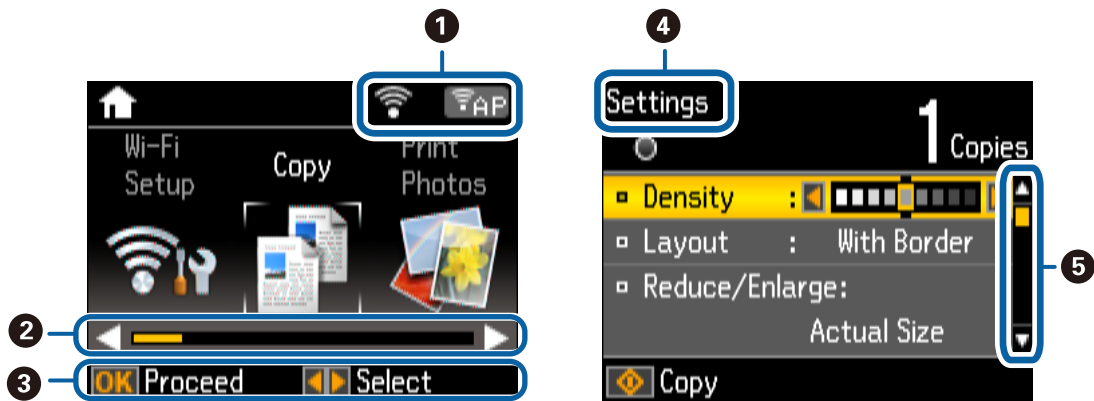 1
4
AP
Wi-Fi
Setup
Copy
Print
Photos
2
OK Proceed
Select
3
Settings
1 Copies
Density :
Layout : With Border
Reduce/Enlarge:
Actual Size
5
Copy